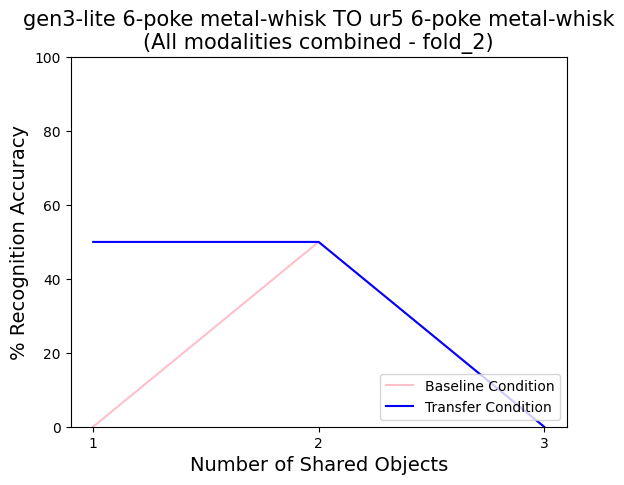 gen3-lite 6-poke metal-whisk TO ur5 6-poke metal-whisk
(All modalities combined - fold_2)
100
80
60
40
20
0
% Recognition Accuracy
Baseline Condition
Transfer Condition
1
2
3
Number of Shared Objects